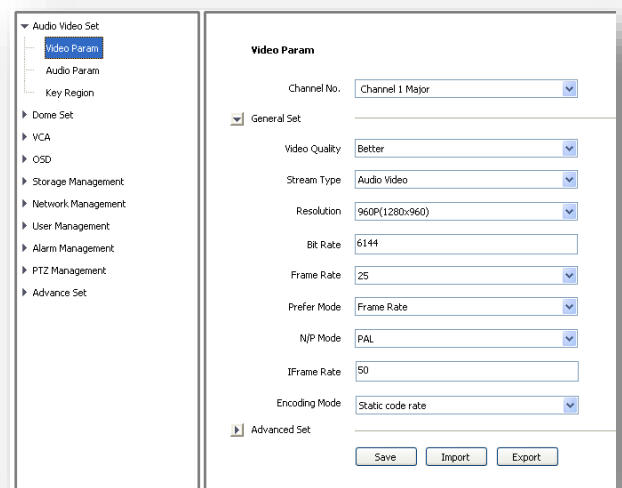 Audio Video Set
Video Param
Audio Param
Key Region
Dome Set
VCA
OSD
Storage Management
Network Management
User Management
Alarm Management
PTZ Management
Advance Set
Video Param
Channel No. Channel 1 Major
General Set
Video Quality Better
Stream Type Audio Video
Resolution 960P(1280x960)
Bit Rate 6144
Frame Rate 25
Prefer Mode Frame Rate
N/P Mode PAL
IFrame Rate 50
Encoding Mode Static code rate
Advanced Set
Save Import Export